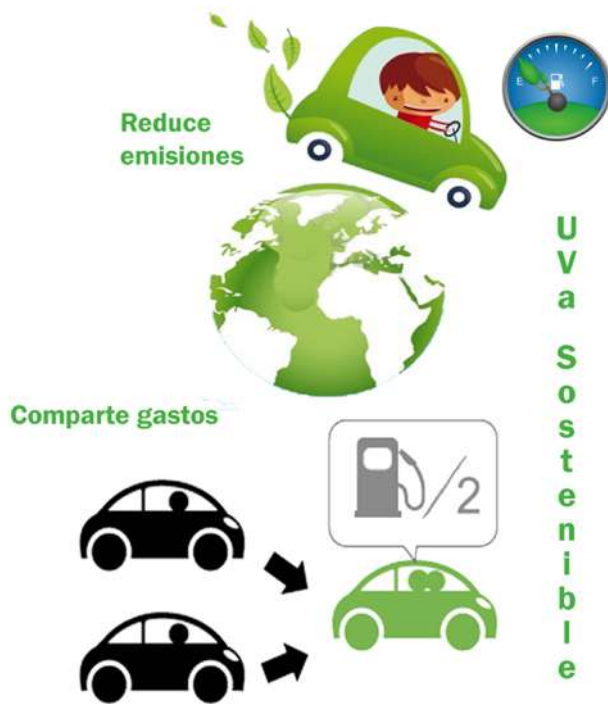 E F
Reduce
emisiones
UVa Sostenible
Comparte gastos
/2